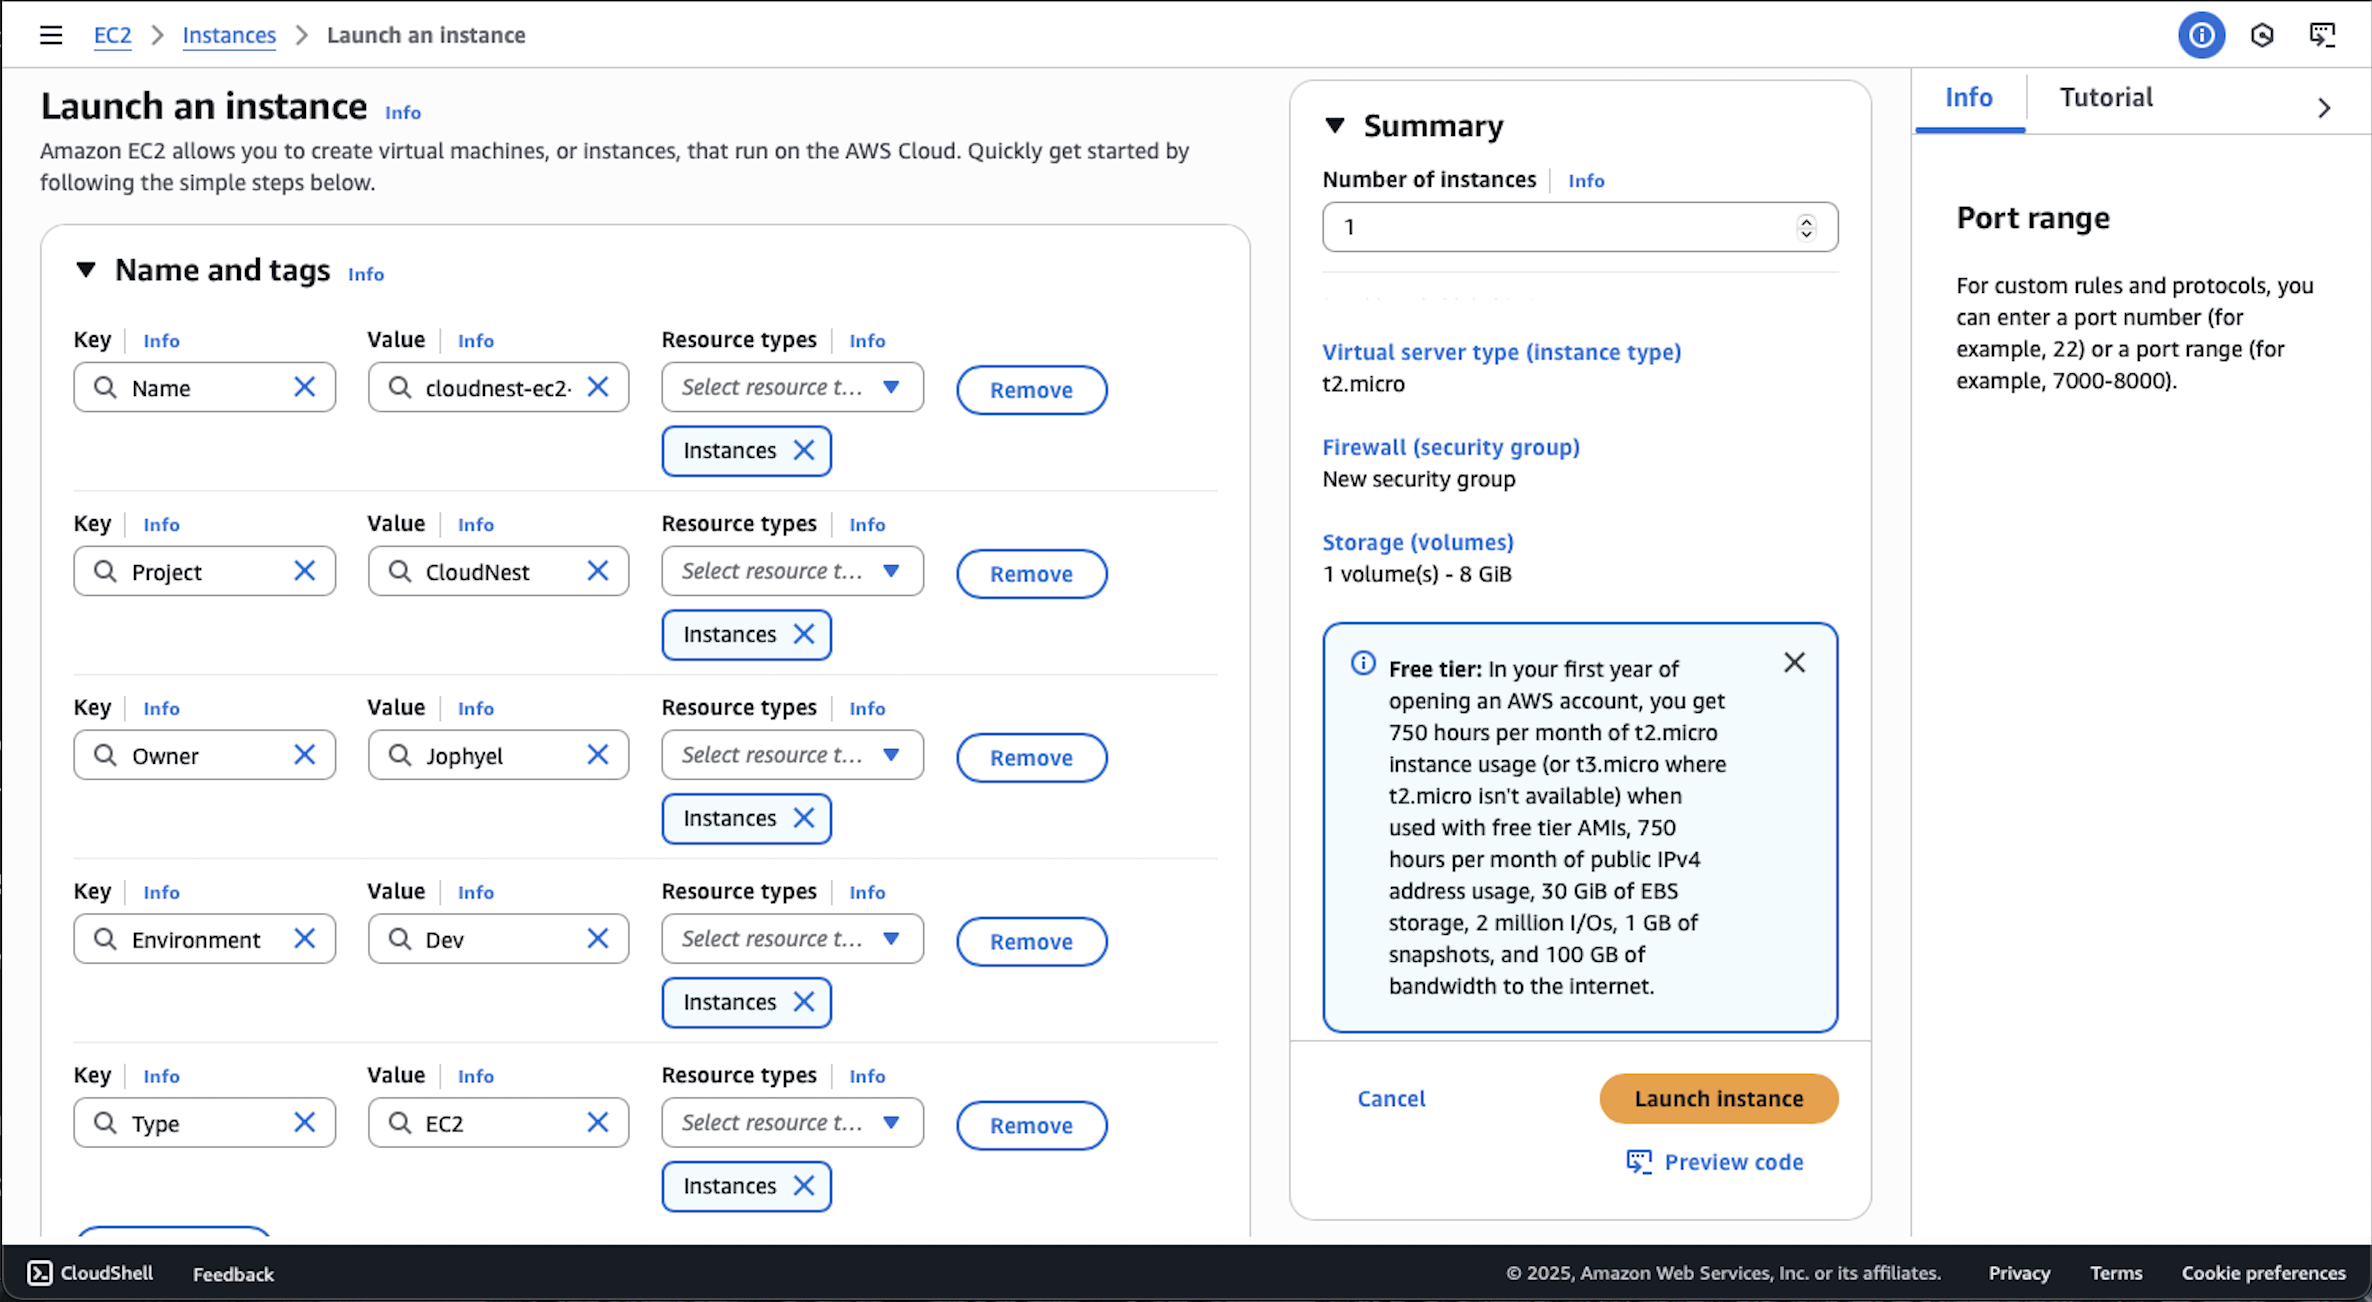 EC2 > Instances > Launch an instance
Launch an instance Info
Amazon EC2 allows you to create virtual machines, or instances, that run on the AWS Cloud. Quickly get started by
following the simple steps below.
Name and tags Info
Key Info Value Info Resource types Info
Name cloudnest-ec2- Select resource t... Remove
Instances
Key Info Value Info Resource types Info
Project CloudNest Select resource t... Remove
Instances
Key Info Value Info Resource types Info
Owner Jophyel Select resource t... Remove
Instances
Key Info Value Info Resource types Info
Environment Dev Select resource t... Remove
Instances
Key Info Value Info Resource types Info
Type EC2 Select resource t... Remove
Instances
Summary
Number of instances Info
1
Virtual server type (instance type)
t2.micro
Firewall (security group)
New security group
Storage (volumes)
1 volume(s) - 8 GiB
Free tier: In your first year of
opening an AWS account, you get
750 hours per month of t2.micro
instance usage (or t3.micro where
t2.micro isn't available) when
used with free tier AMIs, 750
hours per month of public IPv4
address usage, 30 GiB of EBS
storage, 2 million I/Os, 1 GB of
snapshots, and 100 GB of
bandwidth to the internet.
Cancel Launch instance
Preview code
Info Tutorial
Port range
For custom rules and protocols, you
can enter a port number (for
example, 22) or a port range (for
example, 7000-8000).
CloudShell Feedback © 2025, Amazon Web Services, Inc. or its affiliates. Privacy Terms Cookie preferences